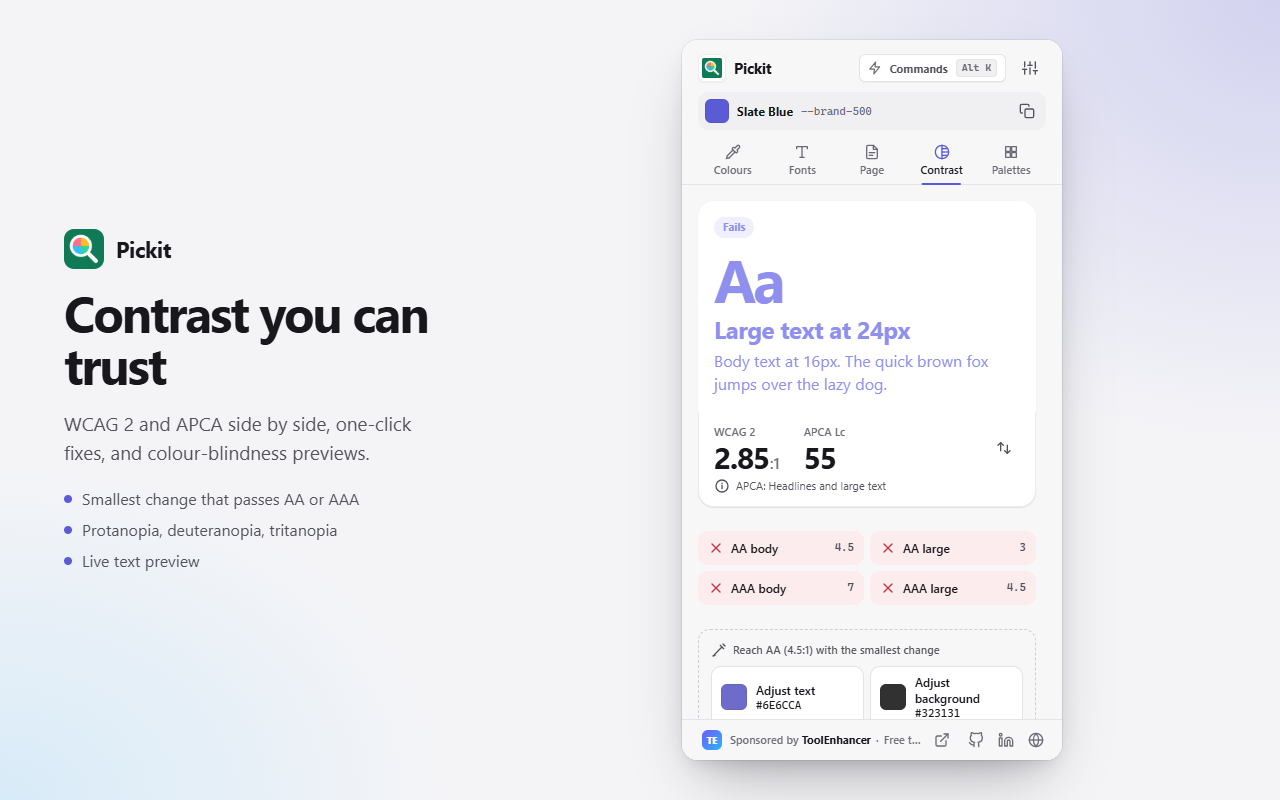 Pickit
Contrast you can
trust
WCAG 2 and APCA side by side, one-click
fixes, and colour-blindness previews.
Smallest change that passes AA or AAA
Protanopia, deuteranopia, tritanopia
Live text preview
Pickit
Commands Alt K
Slate Blue --brand-500
Colours Fonts Page Contrast Palettes
Fails
Aa
Large text at 24px
Body text at 16px. The quick brown fox
jumps over the lazy dog.
WCAG 2 APCA Lc
2.85:1 55
APCA: Headlines and large text
AA body 4.5 AA large 3
AAA body 7 AAA large 4.5
Reach AA (4.5:1) with the smallest change
Adjust text
#6E6CCA
Adjust
background
#323131
TE Sponsored by ToolEnhancer · Free t...